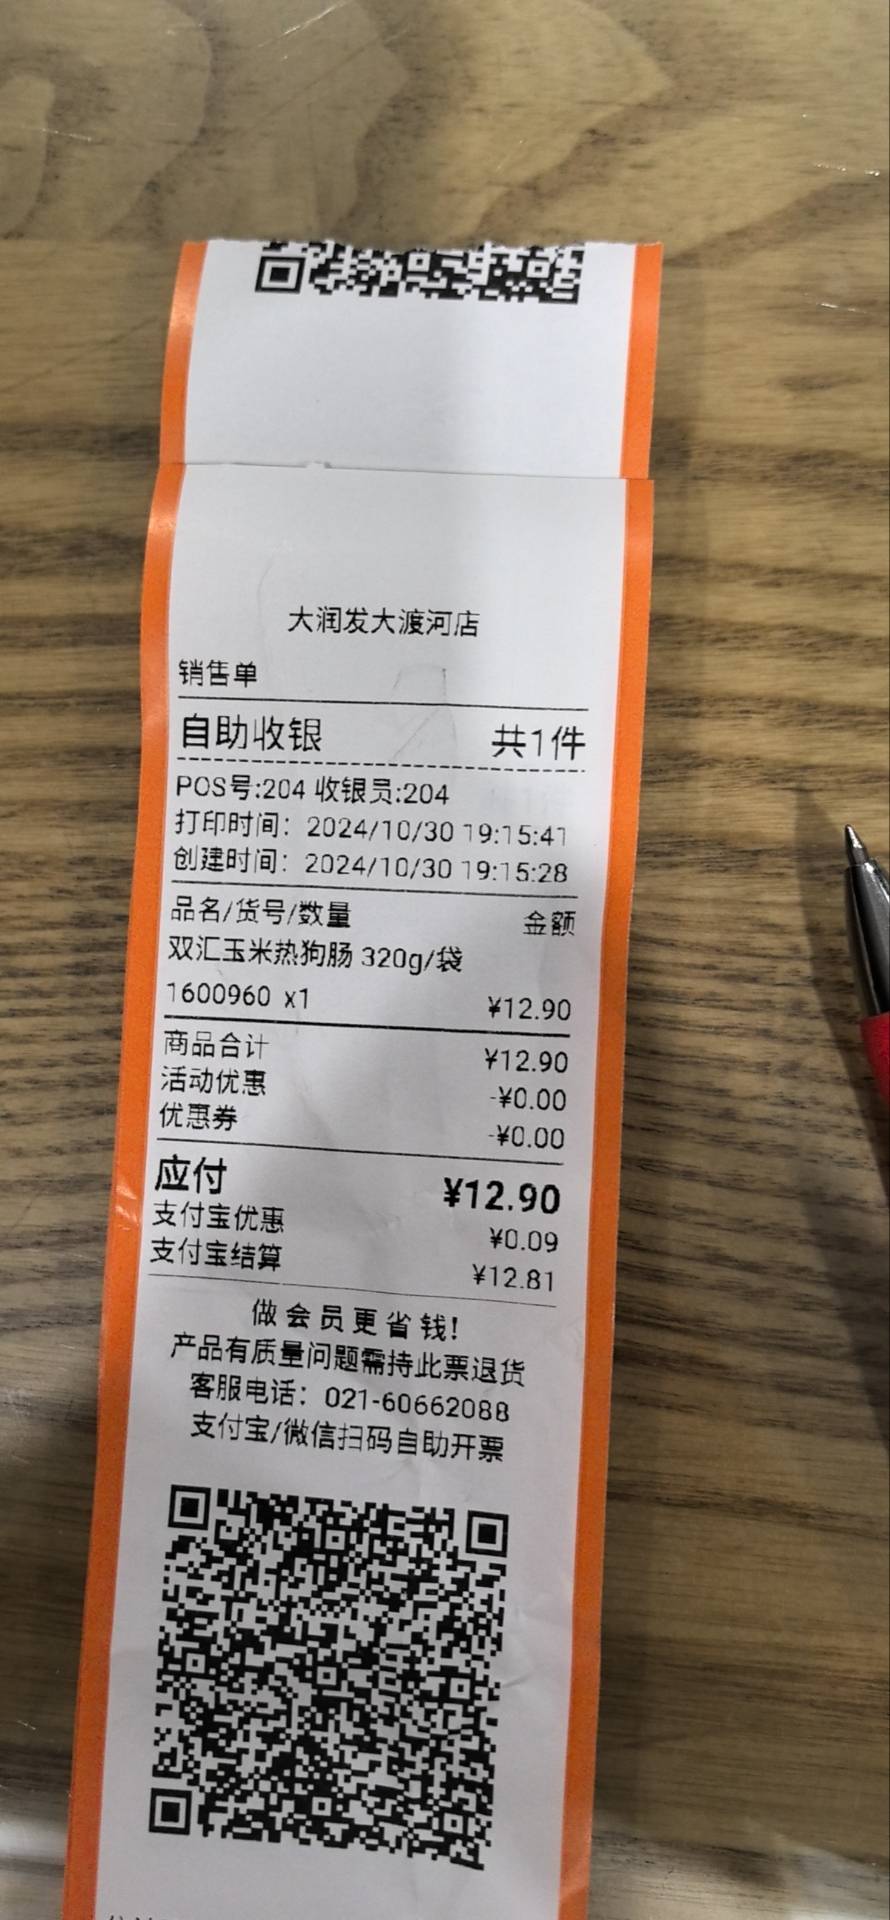 大润发大渡河店
销售单
自助收银 共1件
POS号:204 收银员:204
打印时间：2024/10/30 19:15:41
创建时间：2024/10/30 19:15:28
品名/货号/数量 金额
双汇玉米热狗肠 320g/袋
1600960 x1 ¥12.90
商品合计 ¥12.90
活动优惠 -¥0.00
优惠券 -¥0.00
应付 ¥12.90
支付宝优惠 ¥0.09
支付宝结算 ¥12.81
做会员更省钱!
产品有质量问题需持此票退货
客服电话：021-60662088
支付宝/微信扫码自助开票